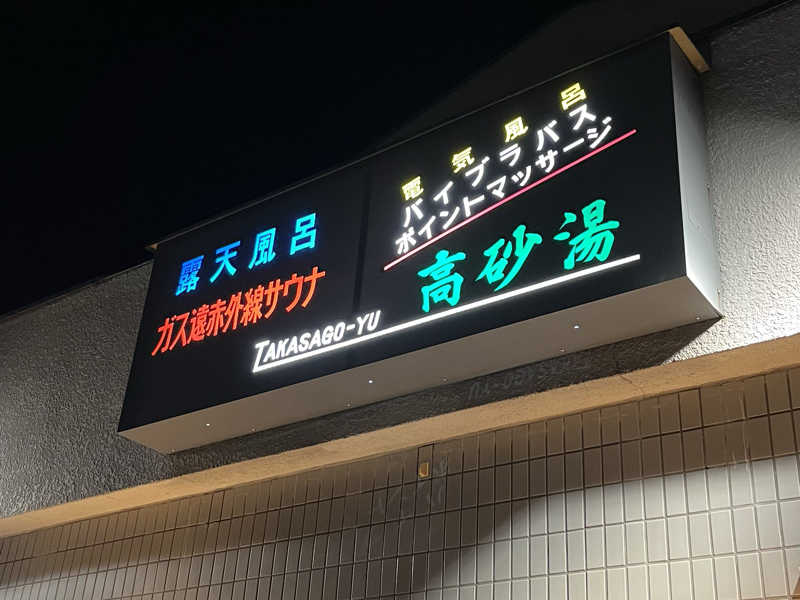 露天風呂
ガス遠赤外線サウナ
電気風呂
バイブラバス
ポイントマッサージ
高砂湯
TAKASAGO-YU